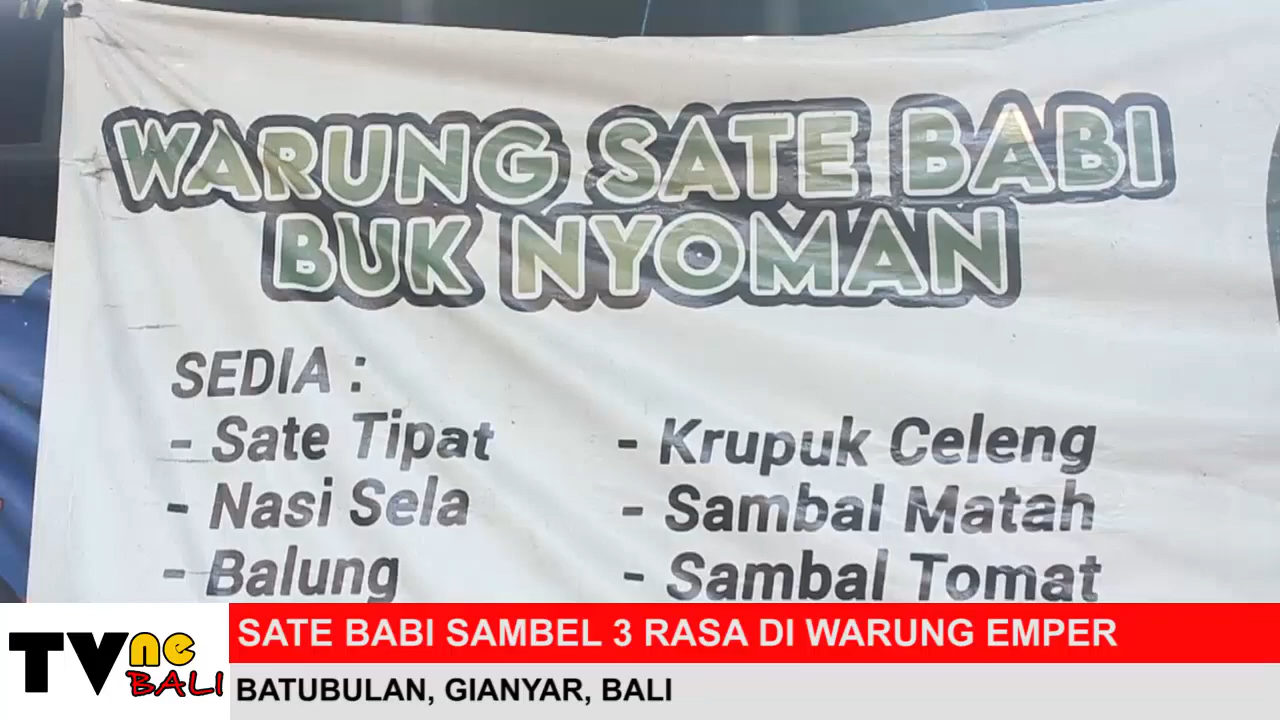 WARUNG SATE BABI
BUK NYOMAN
SEDIA :
- Sate Tipat
- Nasi Sela
- Balung
- Krupuk Celeng
- Sambal Matah
- Sambal Tomat
TVne BALI
SATE BABI SAMBEL 3 RASA DI WARUNG EMPER
BATUBULAN, GIANYAR, BALI